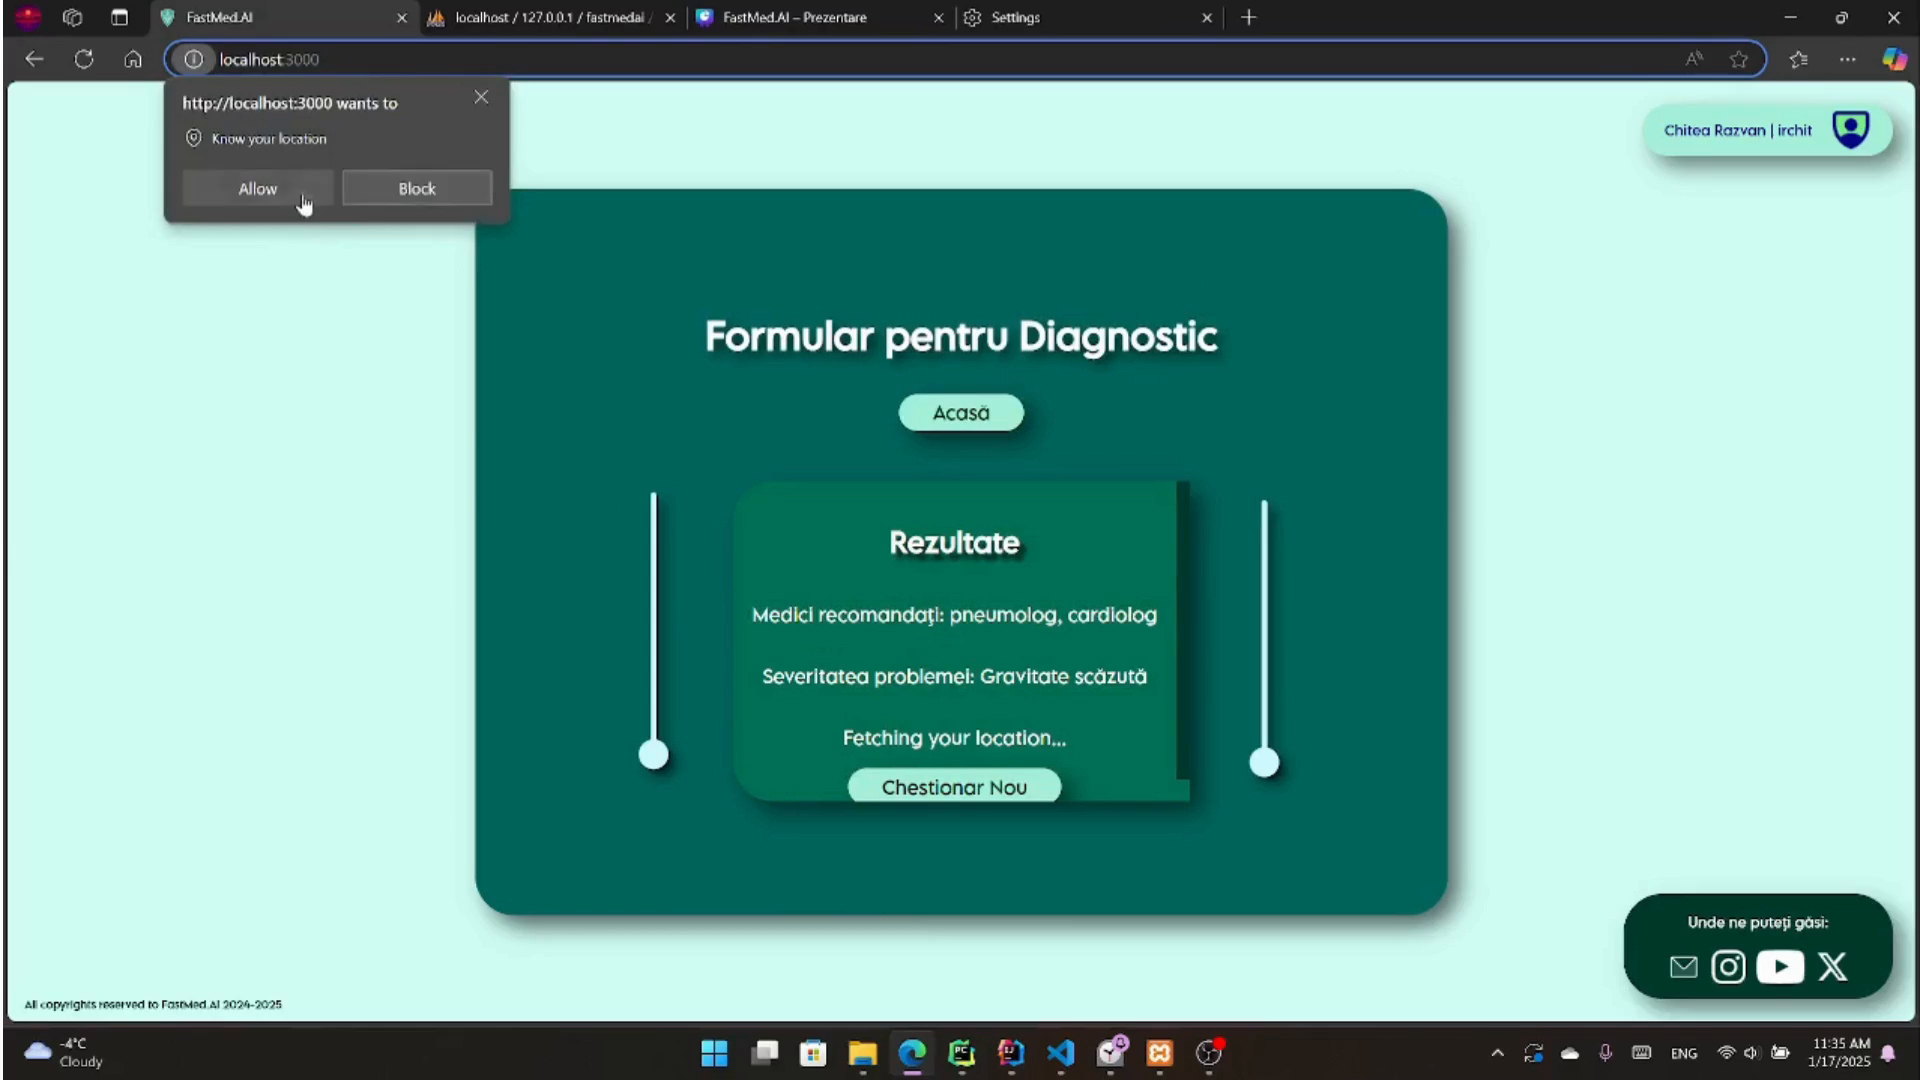 FastMed.AI
localhost / 127.0.0.1 / fastmedai /
FastMed.AI – Prezentare
Settings
localhost:3000
http://localhost:3000 wants to
Know your location
Allow
Block
Chitea Razvan | irchit
Formular pentru Diagnostic
Acasă
Rezultate
Medici recomandați: pneumolog, cardiolog
Severitatea problemei: Gravitate scăzută
Fetching your location...
Chestionar Nou
Unde ne puteți găsi:
All copyrights reserved to FastMed.AI 2024-2025
-4°C
Cloudy
ENG
11:35 AM
1/17/2025